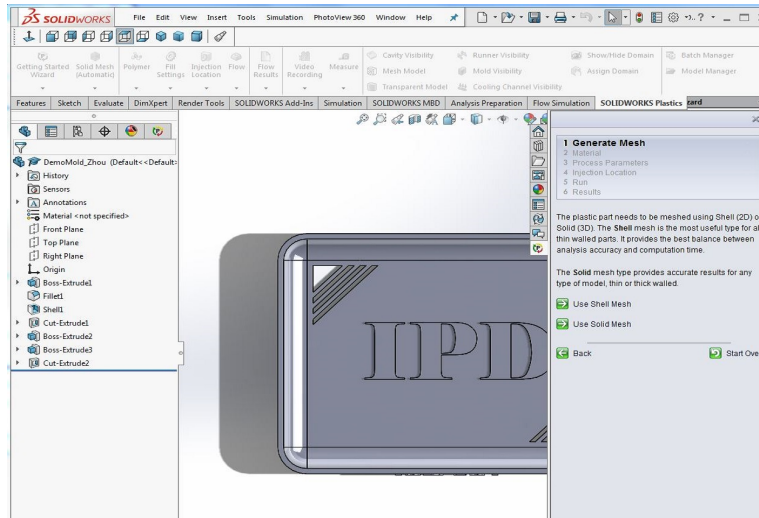 SOLIDWORKS File Edit View Insert Tools Simulation PhotoView 360 Window Help
Getting Started Wizard
Solid Mesh (Automatic)
Polymer
Fill Settings
Injection Location
Flow
Flow Results
Video Recording
Measure
Cavity Visibility
Mesh Model
Transparent Model
Runner Visibility
Mold Visibility
Cooling Channel Visibility
Show/Hide Domain
Assign Domain
Batch Manager
Model Manager
Features Sketch Evaluate DimXpert Render Tools SOLIDWORKS Add-Ins Simulation SOLIDWORKS MBD Analysis Preparation Flow Simulation SOLIDWORKS Plastics zard
DemoMold_Zhou (Default<<Default>
History
Sensors
Annotations
Material <not specified>
Front Plane
Top Plane
Right Plane
Origin
Boss-Extrude1
Fillet1
Shell1
Cut-Extrude1
Boss-Extrude2
Boss-Extrude3
Cut-Extrude2
IPD
1 Generate Mesh
2 Material
3 Process Parameters
4 Injection Location
5 Run
6 Results
The plastic part needs to be meshed using Shell (2D) o
Solid (3D). The Shell mesh is the most useful type for al
thin walled parts. It provides the best balance between
analysis accuracy and computation time.
The Solid mesh type provides accurate results for any
type of model, thin or thick walled.
Use Shell Mesh
Use Solid Mesh
Back
Start Ove